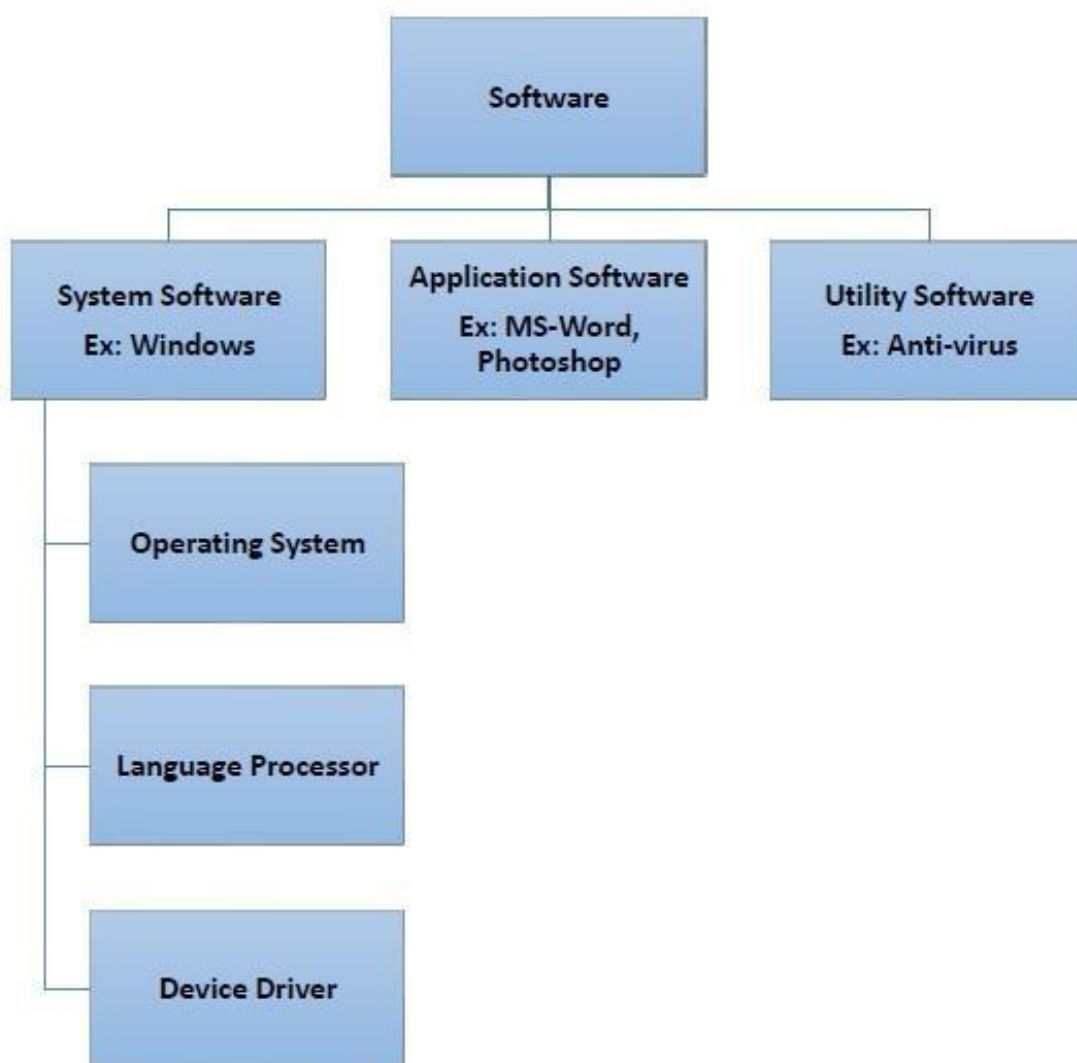 Software
System Software
Ex: Windows
Application Software
Ex: MS-Word,
Photoshop
Utility Software
Ex: Anti-virus
Operating System
Language Processor
Device Driver